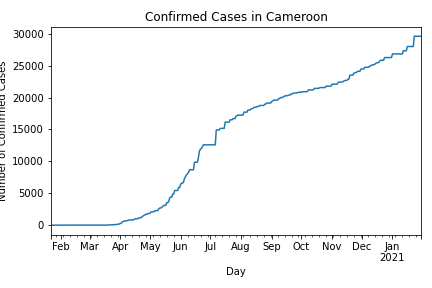 Confirmed Cases in Cameroon
30000
25000
20000
15000
10000
5000
0
Number of Confirmed Cases
Feb Mar Apr May Jun Jul Aug Sep Oct Nov Dec Jan
2021
Day